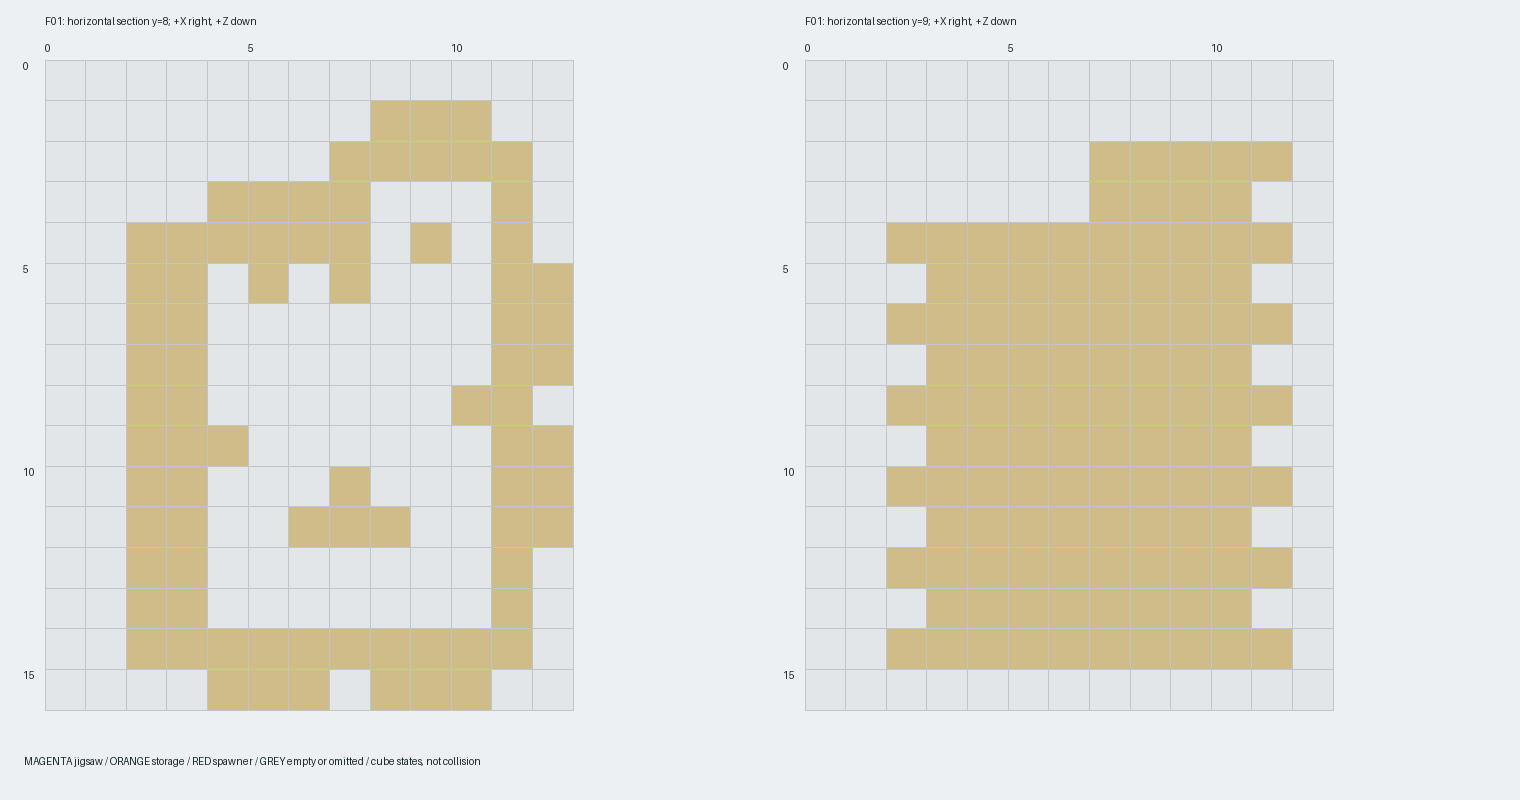 F01: horizontal section y=8; +X right, +Z down
F01: horizontal section y=9; +X right, +Z down
0 5 10
0 5 10
0
0
5
5
10
10
15
15
MAGENTA jigsaw / ORANGE storage / RED spawner / GREY empty or omitted / cube states, not collision